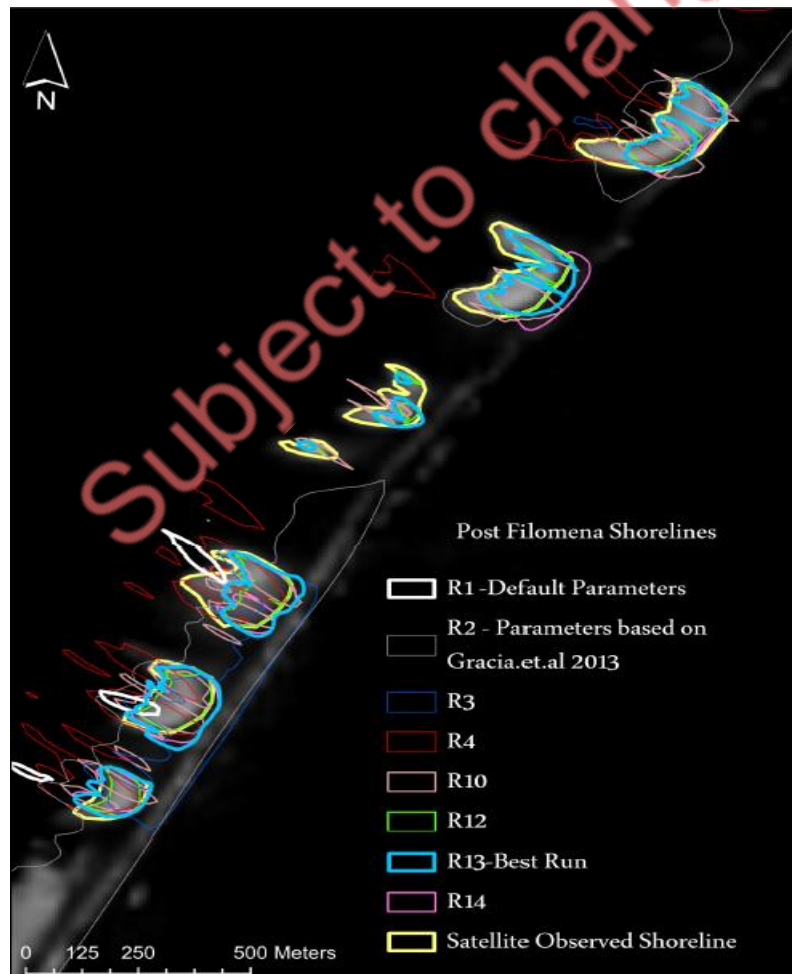 Subject to chan
N
Post Filomena Shorelines
R1 -Default Parameters
R2 - Parameters based on
Gracia.et.al 2013
R3
R4
R10
R12
R13-Best Run
R14
Satellite Observed Shoreline
0 125 250 500 Meters